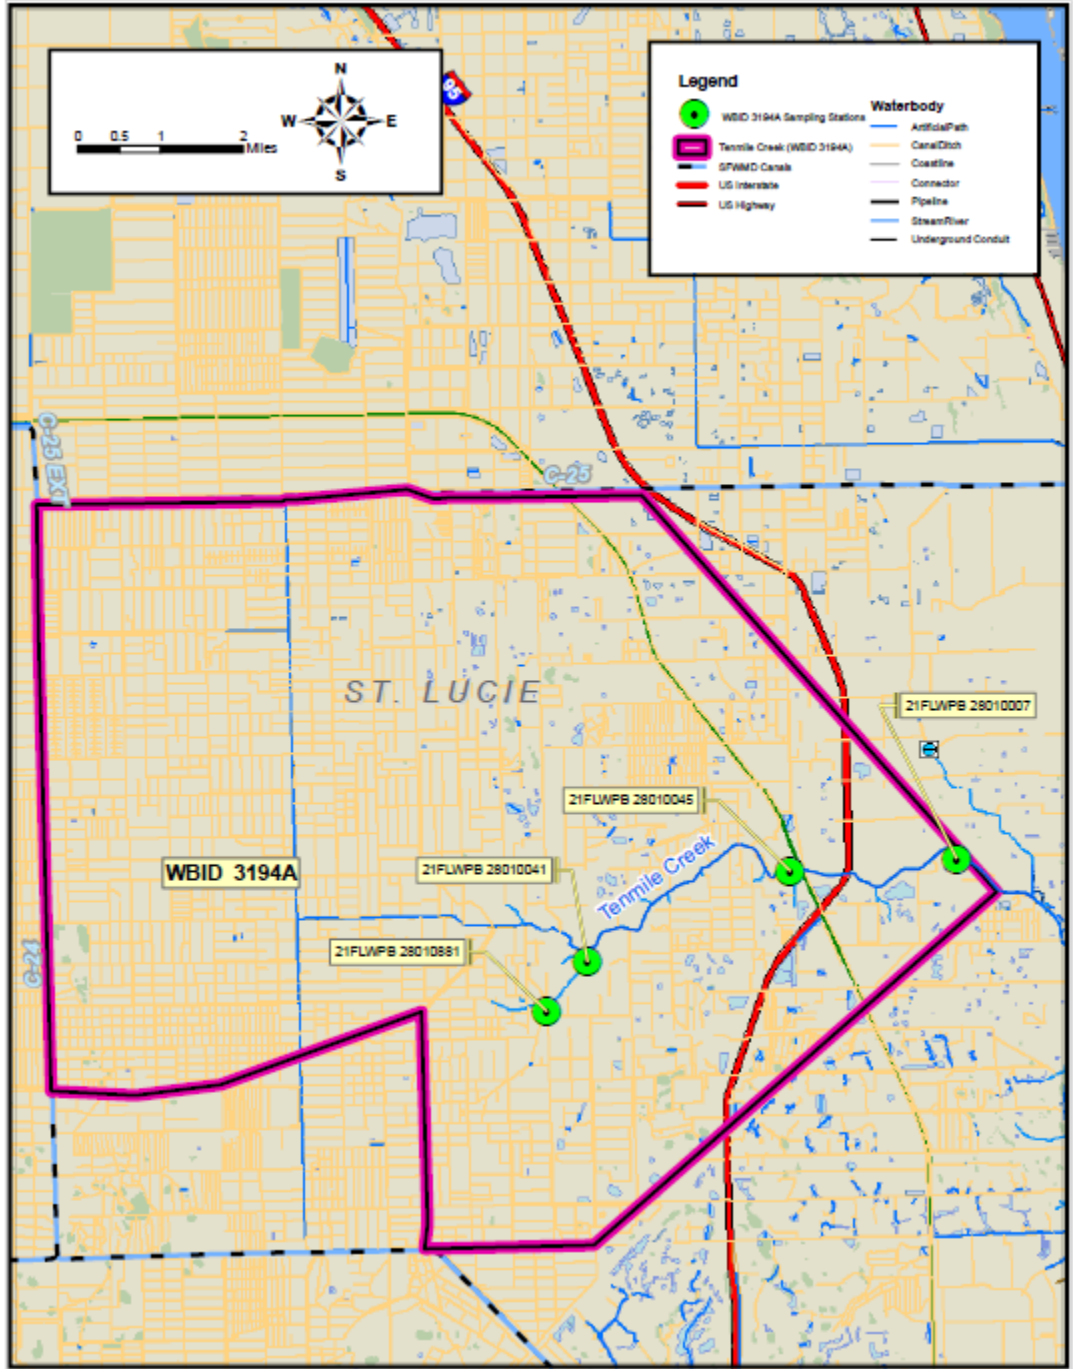 N
W E
S
0 0.5 1 2
Miles
95
Legend
WBID 3194A Sampling Stations
Tenmile Creek (WBID 3194A)
SFWMD Canals
US Interstate
US Highway
Waterbody
ArtificialPath
CanalDitch
Coastline
Connector
Pipeline
StreamRiver
Underground Conduit
C-25 EXT
C-25
ST. LUCIE
21FLWPB 28010007
21FLWPB 28010045
Tenmile Creek
21FLWPB 28010041
WBID 3194A
21FLWPB 28010881
C-24